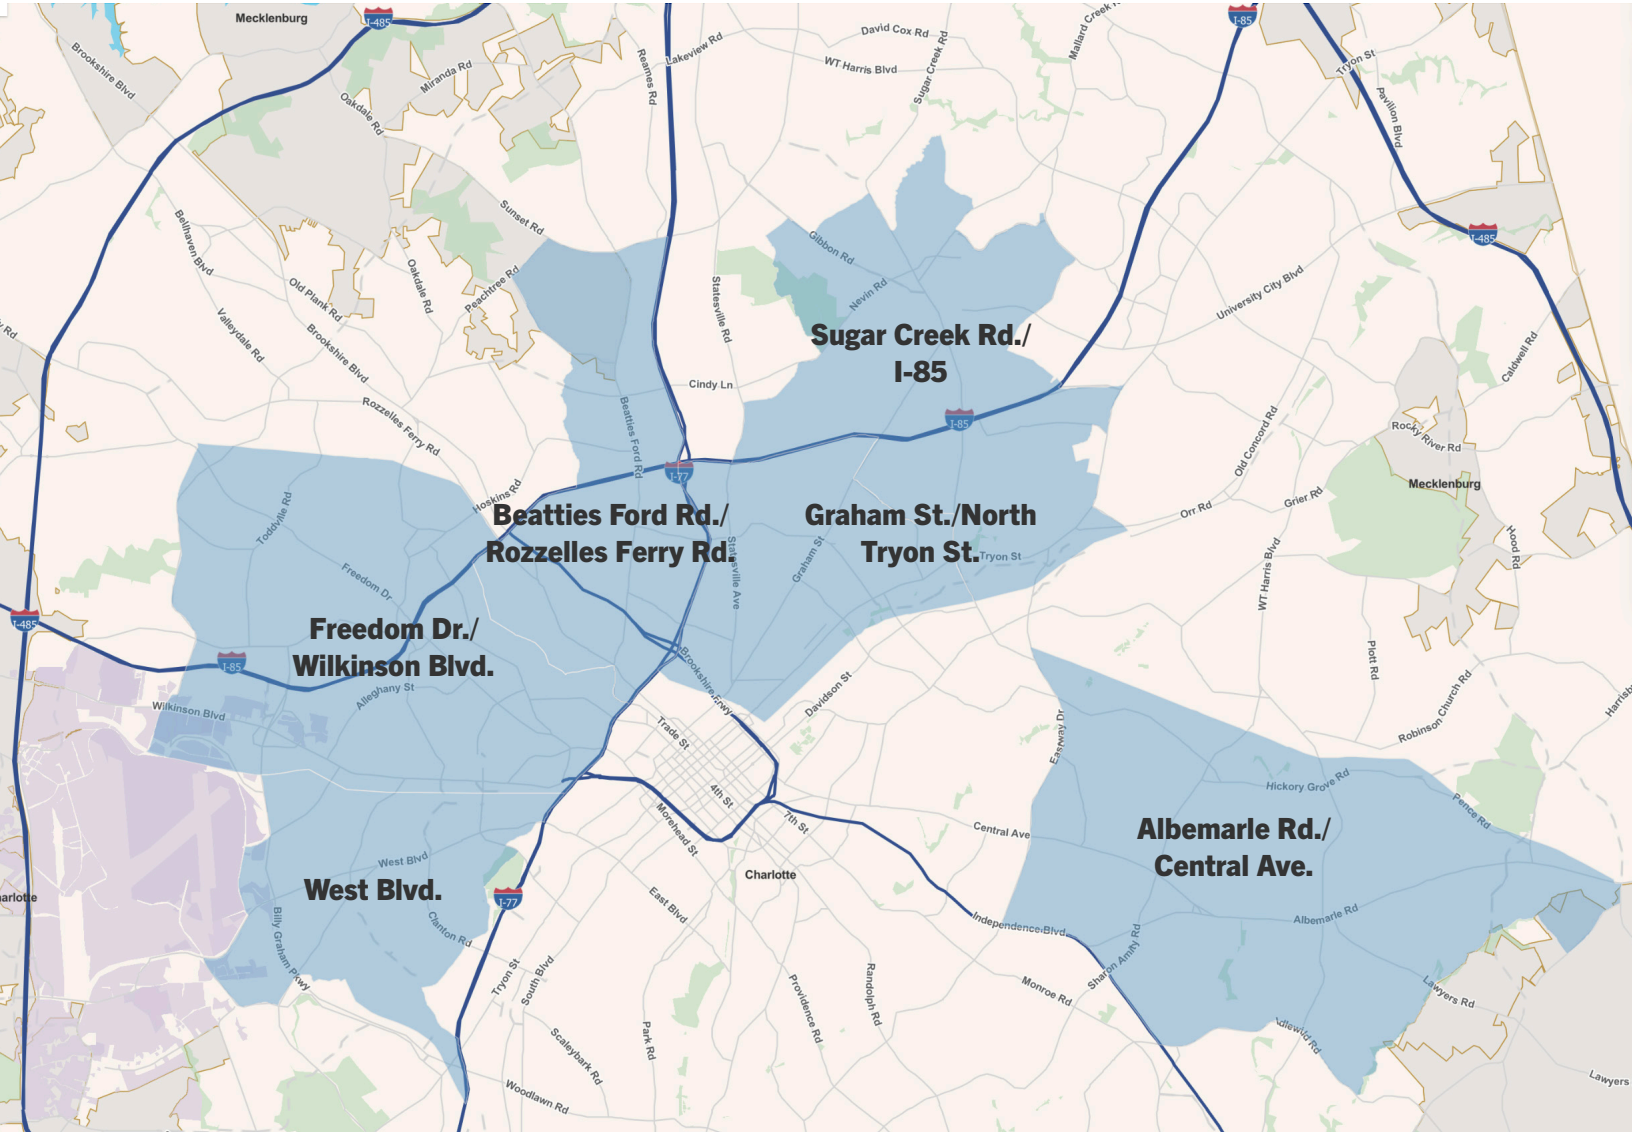 Mecklenburg
I-485
I-85
Brookshire Blvd
Miranda Rd
Oakdale Rd
Reames Rd
Lakeview Rd
David Cox Rd
WT Harris Blvd
Sugar Creek Rd
Mallard Creek
Tryon St
Pavilion Blvd
I-485
Bellhaven Blvd
Sunset Rd
Oakdale Rd
Peachtree Rd
Old Plank Rd
Valleydale Rd
Brookshire Blvd
Rozzelles Ferry Rd
Statesville Rd
Cindy Ln
Gibbon Rd
Nevin Rd
University City Blvd
Caldwell Rd
Rd
Sugar Creek Rd./
I-85
I-85
Beatties Ford Rd
I-77
Old Concord Rd
Rocky River Rd
Mecklenburg
Toddville Rd
Hoskins Rd
Beatties Ford Rd./
Rozzelles Ferry Rd.
Graham St./North
Tryon St.
Statesville Ave
Graham St
Tryon St
Orr Rd
Grier Rd
WT Harris Blvd
Hood Rd
Freedom Dr
I-485
I-85
Freedom Dr./
Wilkinson Blvd.
Alleghany St
Wilkinson Blvd
Brookshire Frwy
Plott Rd
Robinson Church Rd
Davidson St
Trade St
Eastway Dr
4th St
7th St
Morehead St
Central Ave
Hickory Grove Rd
Pence Rd
Albemarle Rd./
Central Ave.
Charlotte
West Blvd
West Blvd.
I-77
East Blvd
Billy Graham Pkwy
Clanton Rd
Independence Blvd
Albemarle Rd
Sharon Amity Rd
Tryon St
South Blvd
Providence Rd
Randolph Rd
Monroe Rd
Lawyers Rd
Idlewild Rd
Scaleybark Rd
Park Rd
Woodlawn Rd
Lawyers